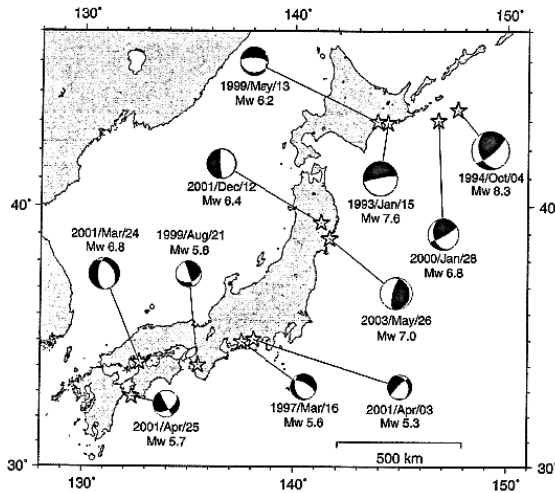 130° 140° 150°
1999/May/13
Mw 6.2
2001/Dec/12
Mw 6.4
1993/Jan/15
Mw 7.6
1994/Oct/04
Mw 8.3
40° 40°
2001/Mar/24
Mw 6.8
1999/Aug/21
Mw 5.6
2000/Jan/28
Mw 6.8
2003/May/26
Mw 7.0
2001/Apr/25
Mw 5.7
1997/Mar/16
Mw 5.6
2001/Apr/03
Mw 5.3
500 km
30° 30°
130° 140° 150°